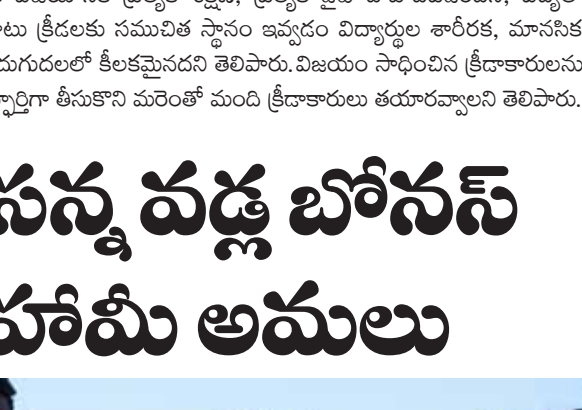 టు క్రీడలకు సముచిత స్థానం ఇవ్వడం విద్యార్థుల శారీరక, మానసిక
దుగుదలలో కీలకమైనదని తెలిపారు.విజయం సాధించిన క్రీడాకారులను
స్ఫూర్తిగా తీసుకొని మరెంతో మంది క్రీడాకారులు తయారవ్వాలని తెలిపారు.
సన్న వడ్ల బోనస్
హామీ అమలు